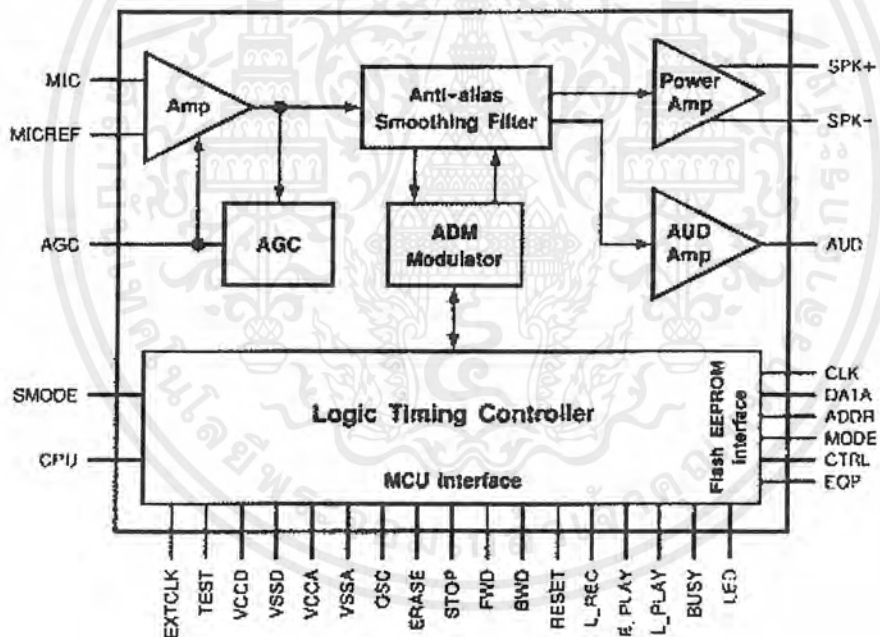 MIC
MICREF
Amp
Anti-alias
Smoothing Filter
Power
Amp
SPK+
SPK-
AGC
AGC
ADM
Modulator
AUD
Amp
AUD
SMODE
CPU
Logic Timing Controller
MCU Interface
Flash EEPROM
interface
CLK
DATA
ADDR
MODE
CTRL
EOP
EXTCLK
TEST
VCCD
VSSD
VCCA
VSSA
OSC
ERASE
STOP
FWD
BWD
RESET
L_REC
E_PLAY
L_PLAY
BUSY
LED